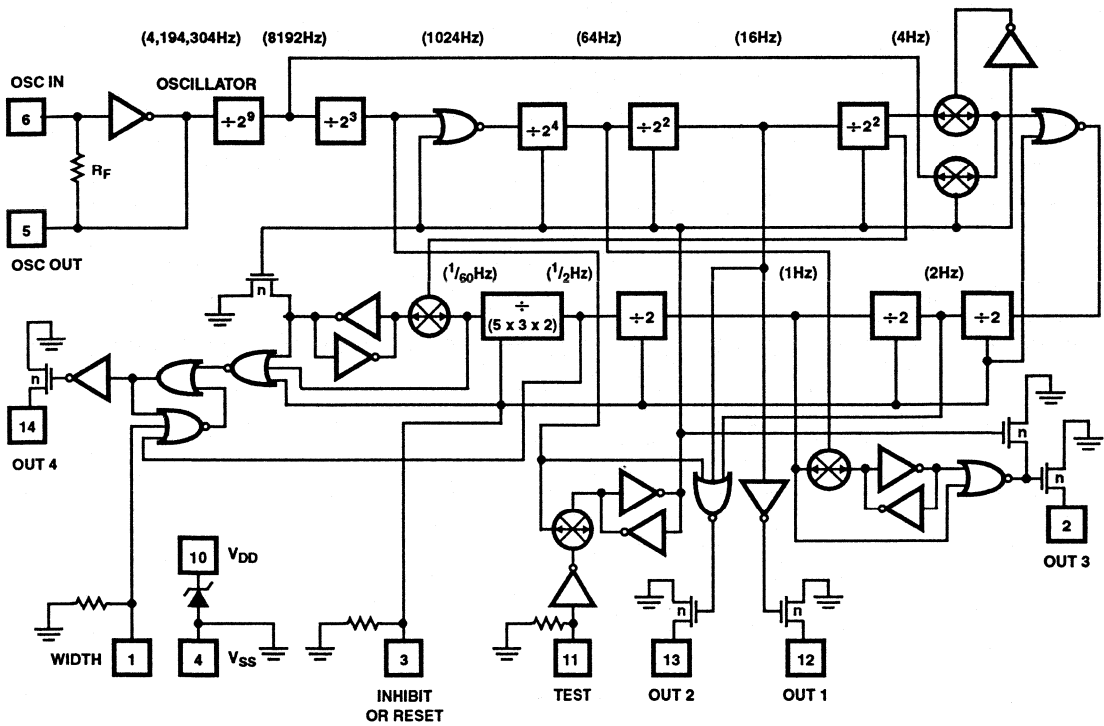 (4,194,304Hz) (8192Hz) (1024Hz) (64Hz) (16Hz) (4Hz)
OSC IN
OSCILLATOR
6
÷2⁹
÷2³
÷2⁴
÷2²
÷2²
R_F
5
OSC OUT
(1/60Hz) (1/2Hz) (1Hz) (2Hz)
n
÷
(5 x 3 x 2)
÷2
÷2
÷2
n
14
OUT 4
n
n
2
OUT 3
10
V_DD
n
n
WIDTH
1
4
V_SS
3
11
13
12
INHIBIT
OR RESET
TEST
OUT 2
OUT 1